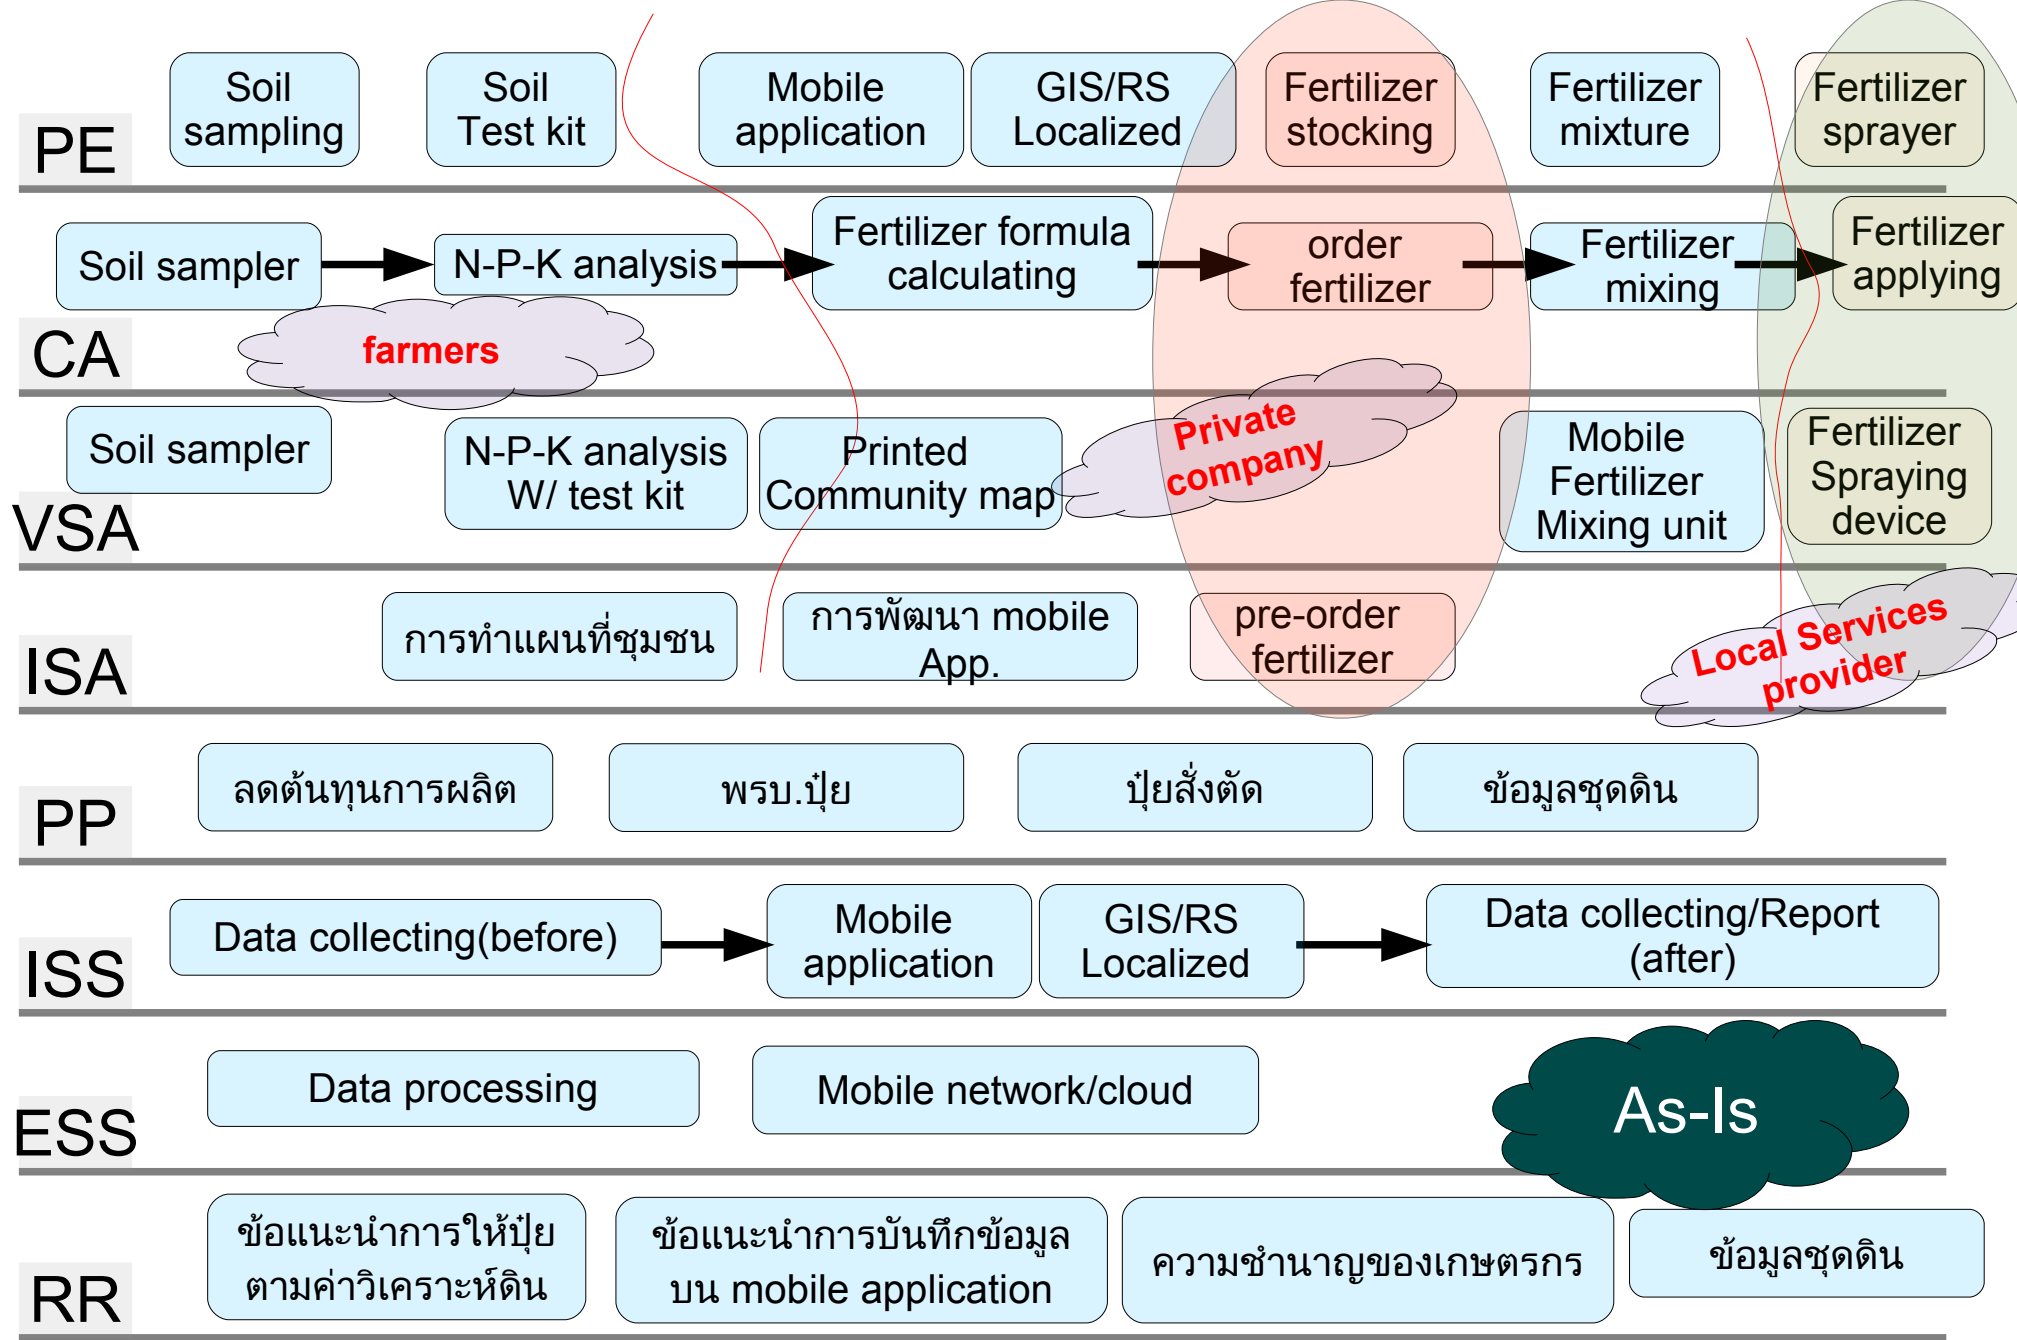 PE
Soil
sampling
Soil
Test kit
Mobile
application
GIS/RS
Localized
Fertilizer
stocking
Fertilizer
mixture
Fertilizer
sprayer
CA
Soil sampler
N-P-K analysis
Fertilizer formula
calculating
order
fertilizer
Fertilizer
mixing
Fertilizer
applying
farmers
Private
company
VSA
Soil sampler
N-P-K analysis
W/ test kit
Printed
Community map
Mobile
Fertilizer
Mixing unit
Fertilizer
Spraying
device
ISA
การทำแผนที่ชุมชน
การพัฒนา mobile
App.
pre-order
fertilizer
Local Services
provider
PP
ลดต้นทุนการผลิต
พรบ.ปุ๋ย
ปุ๋ยสั่งตัด
ข้อมูลชุดดิน
ISS
Data collecting(before)
Mobile
application
GIS/RS
Localized
Data collecting/Report
(after)
ESS
Data processing
Mobile network/cloud
As-Is
RR
ข้อแนะนำการให้ปุ๋ย
ตามค่าวิเคราะห์ดิน
ข้อแนะนำการบันทึกข้อมูล
บน mobile application
ความชำนาญของเกษตรกร
ข้อมูลชุดดิน